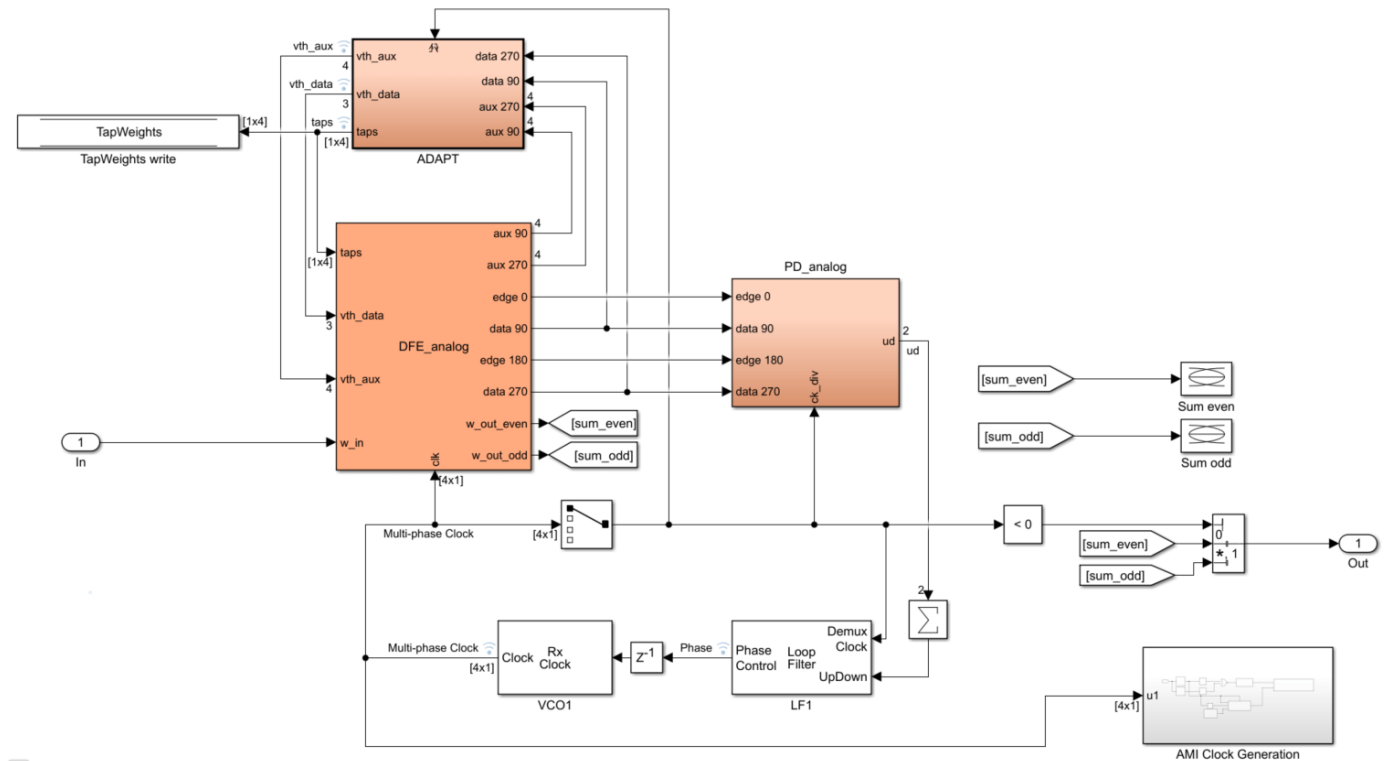 vth_aux
4
vth_aux
data 270
vth_data
3
vth_data
data 90
4
aux 270
TapWeights
[1x4]
taps
[1x4]
taps
4
aux 90
TapWeights write
ADAPT
4
aux 90
taps
[1x4]
4
aux 270
PD_analog
edge 0
edge 0
vth_data
3
data 90
data 90
DFE_analog
2
ud
ud
edge 180
edge 180
vth_aux
4
data 270
data 270
ck_div
[sum_even]
Sum even
w_out_even
[sum_even]
1
In
w_in
w_out_odd
[sum_odd]
[sum_odd]
Sum odd
clk
[4x1]
Multi-phase Clock
[4x1]
< 0
0
[sum_even]
*, 1
[sum_odd]
1
Out
2
Σ
Multi-phase Clock
[4x1]
Clock
Rx
Clock
VCO1
Z-1
Phase
Phase
Control
Loop
Filter
Demux
Clock
UpDown
LF1
u1
[4x1]
AMI Clock Generation